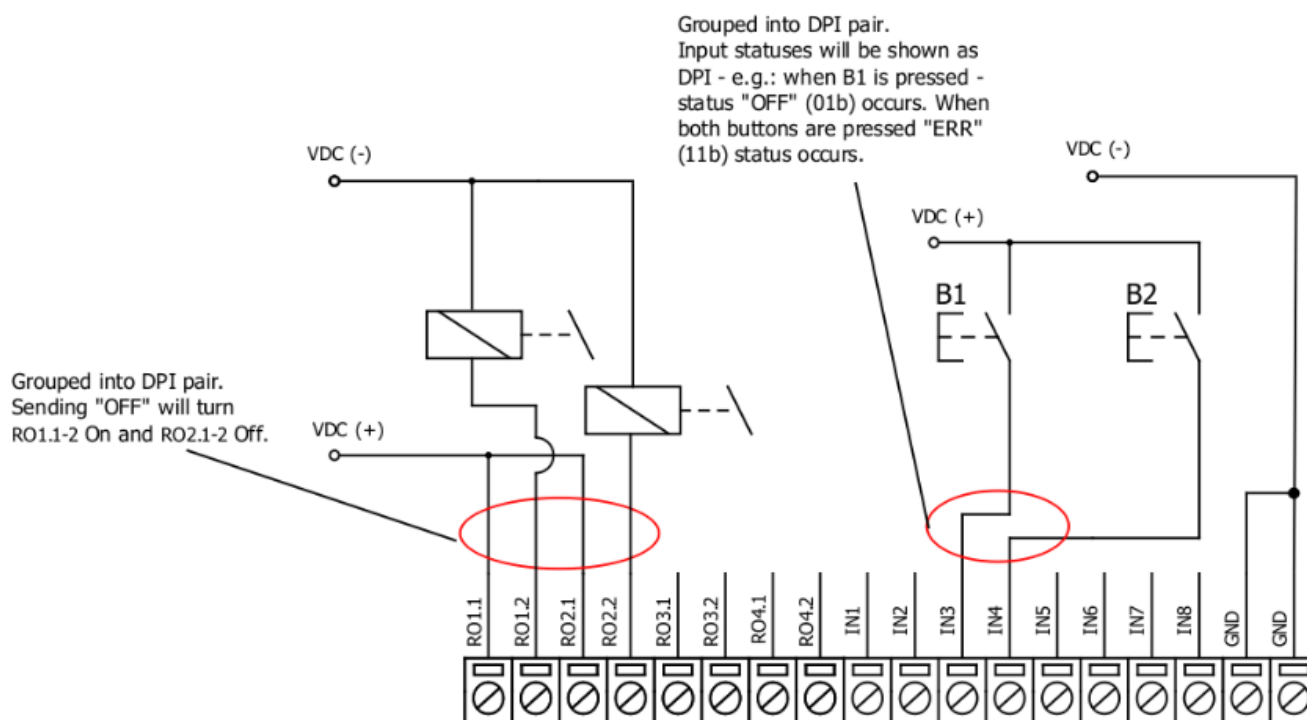 Grouped into DPI pair.
Input statuses will be shown as
DPI - e.g.: when B1 is pressed -
status "OFF" (01b) occurs. When
both buttons are pressed "ERR"
(11b) status occurs.
VDC (-)
VDC (-)
VDC (+)
B1
B2
Grouped into DPI pair.
Sending "OFF" will turn
RO1.1-2 On and RO2.1-2 Off.
VDC (+)
RO1.1
RO1.2
RO2.1
RO2.2
RO3.1
RO3.2
RO4.1
RO4.2
IN1
IN2
IN3
IN4
IN5
IN6
IN7
IN8
GND
GND